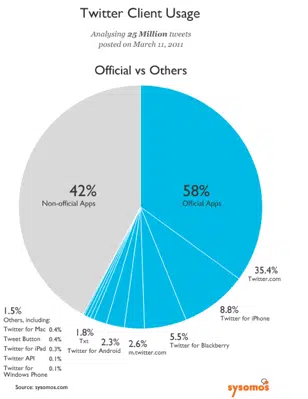 Twitter Client Usage
Analysing 25 Million tweets
posted on March 11, 2011
Official vs Others
42%
Non-official Apps
58%
Official Apps
35.4%
Twitter.com
8.8%
Twitter for iPhone
5.5%
Twitter for Blackberry
2.6%
m.twitter.com
2.3%
Twitter for Android
1.8%
Txt
1.5%
Others, including:
Twitter for Mac 0.4%
Tweet Button 0.4%
Twitter for iPad 0.3%
Twitter API 0.1%
Twitter for
Windows Phone 0.1%
Source: sysomos.com
sysomos